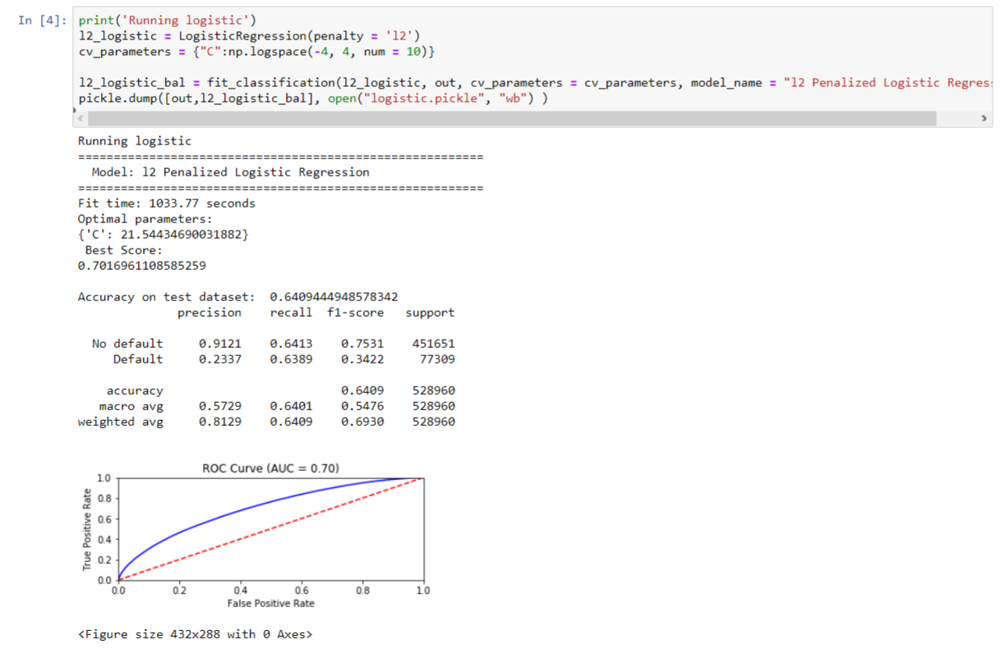 In [4]: print('Running logistic')
l2_logistic = LogisticRegression(penalty = 'l2')
cv_parameters = {"C":np.logspace(-4, 4, num = 10)}
l2_logistic_bal = fit_classification(l2_logistic, out, cv_parameters = cv_parameters, model_name = "l2 Penalized Logistic Regres
pickle.dump([out,l2_logistic_bal], open("logistic.pickle", "wb") )
Running logistic
=========================================================
Model: l2 Penalized Logistic Regression
=========================================================
Fit time: 1033.77 seconds
Optimal parameters:
{'C': 21.54434690031882}
Best Score:
0.7016961108585259
Accuracy on test dataset: 0.6409444948578342
precision recall f1-score support
No default 0.9121 0.6413 0.7531 451651
Default 0.2337 0.6389 0.3422 77309
accuracy 0.6409 528960
macro avg 0.5729 0.6401 0.5476 528960
weighted avg 0.8129 0.6409 0.6930 528960
ROC Curve (AUC = 0.70)
True Positive Rate
1.0
0.8
0.6
0.4
0.2
0.0
0.0 0.2 0.4 0.6 0.8 1.0
False Positive Rate
<Figure size 432x288 with 0 Axes>